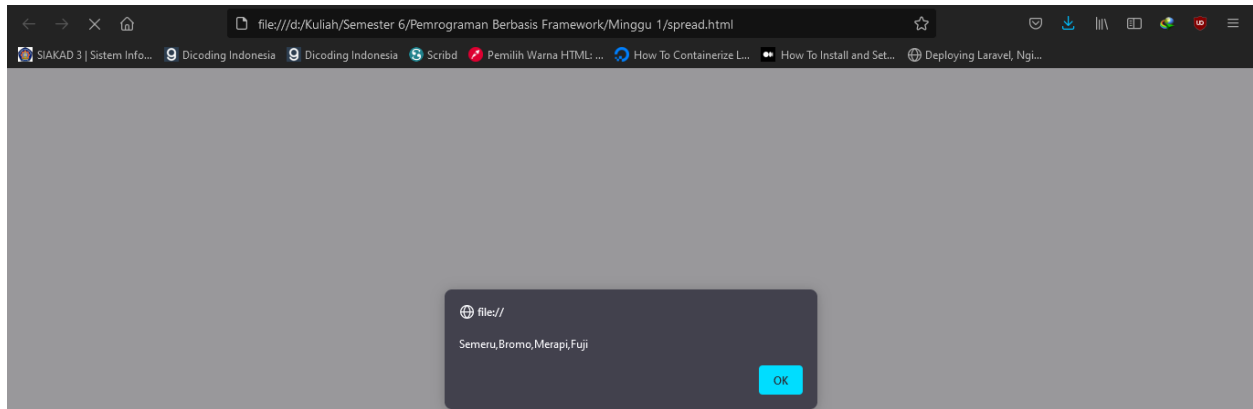 file:///d:/Kuliah/Semester 6/Pemrograman Berbasis Framework/Minggu 1/spread.html
SIAKAD 3 | Sistem Info... Dicoding Indonesia Dicoding Indonesia Scribd Pemilih Warna HTML: ... How To Containerize L... How To Install and Set... Deploying Laravel, Ngi...
file://
Semeru,Bromo,Merapi,Fuji
OK